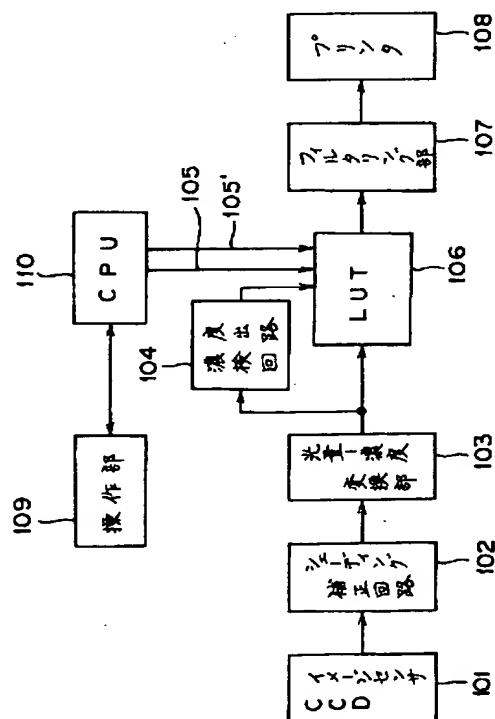 110
CPU
105
105'
109
操作部
104
濃度
検出
回路
106
LUT
107
フィルタリング部
108
プリンタ
101
イメージセンサ
CCD
102
シェーディング
補正回路
103
光量-濃度
変換部